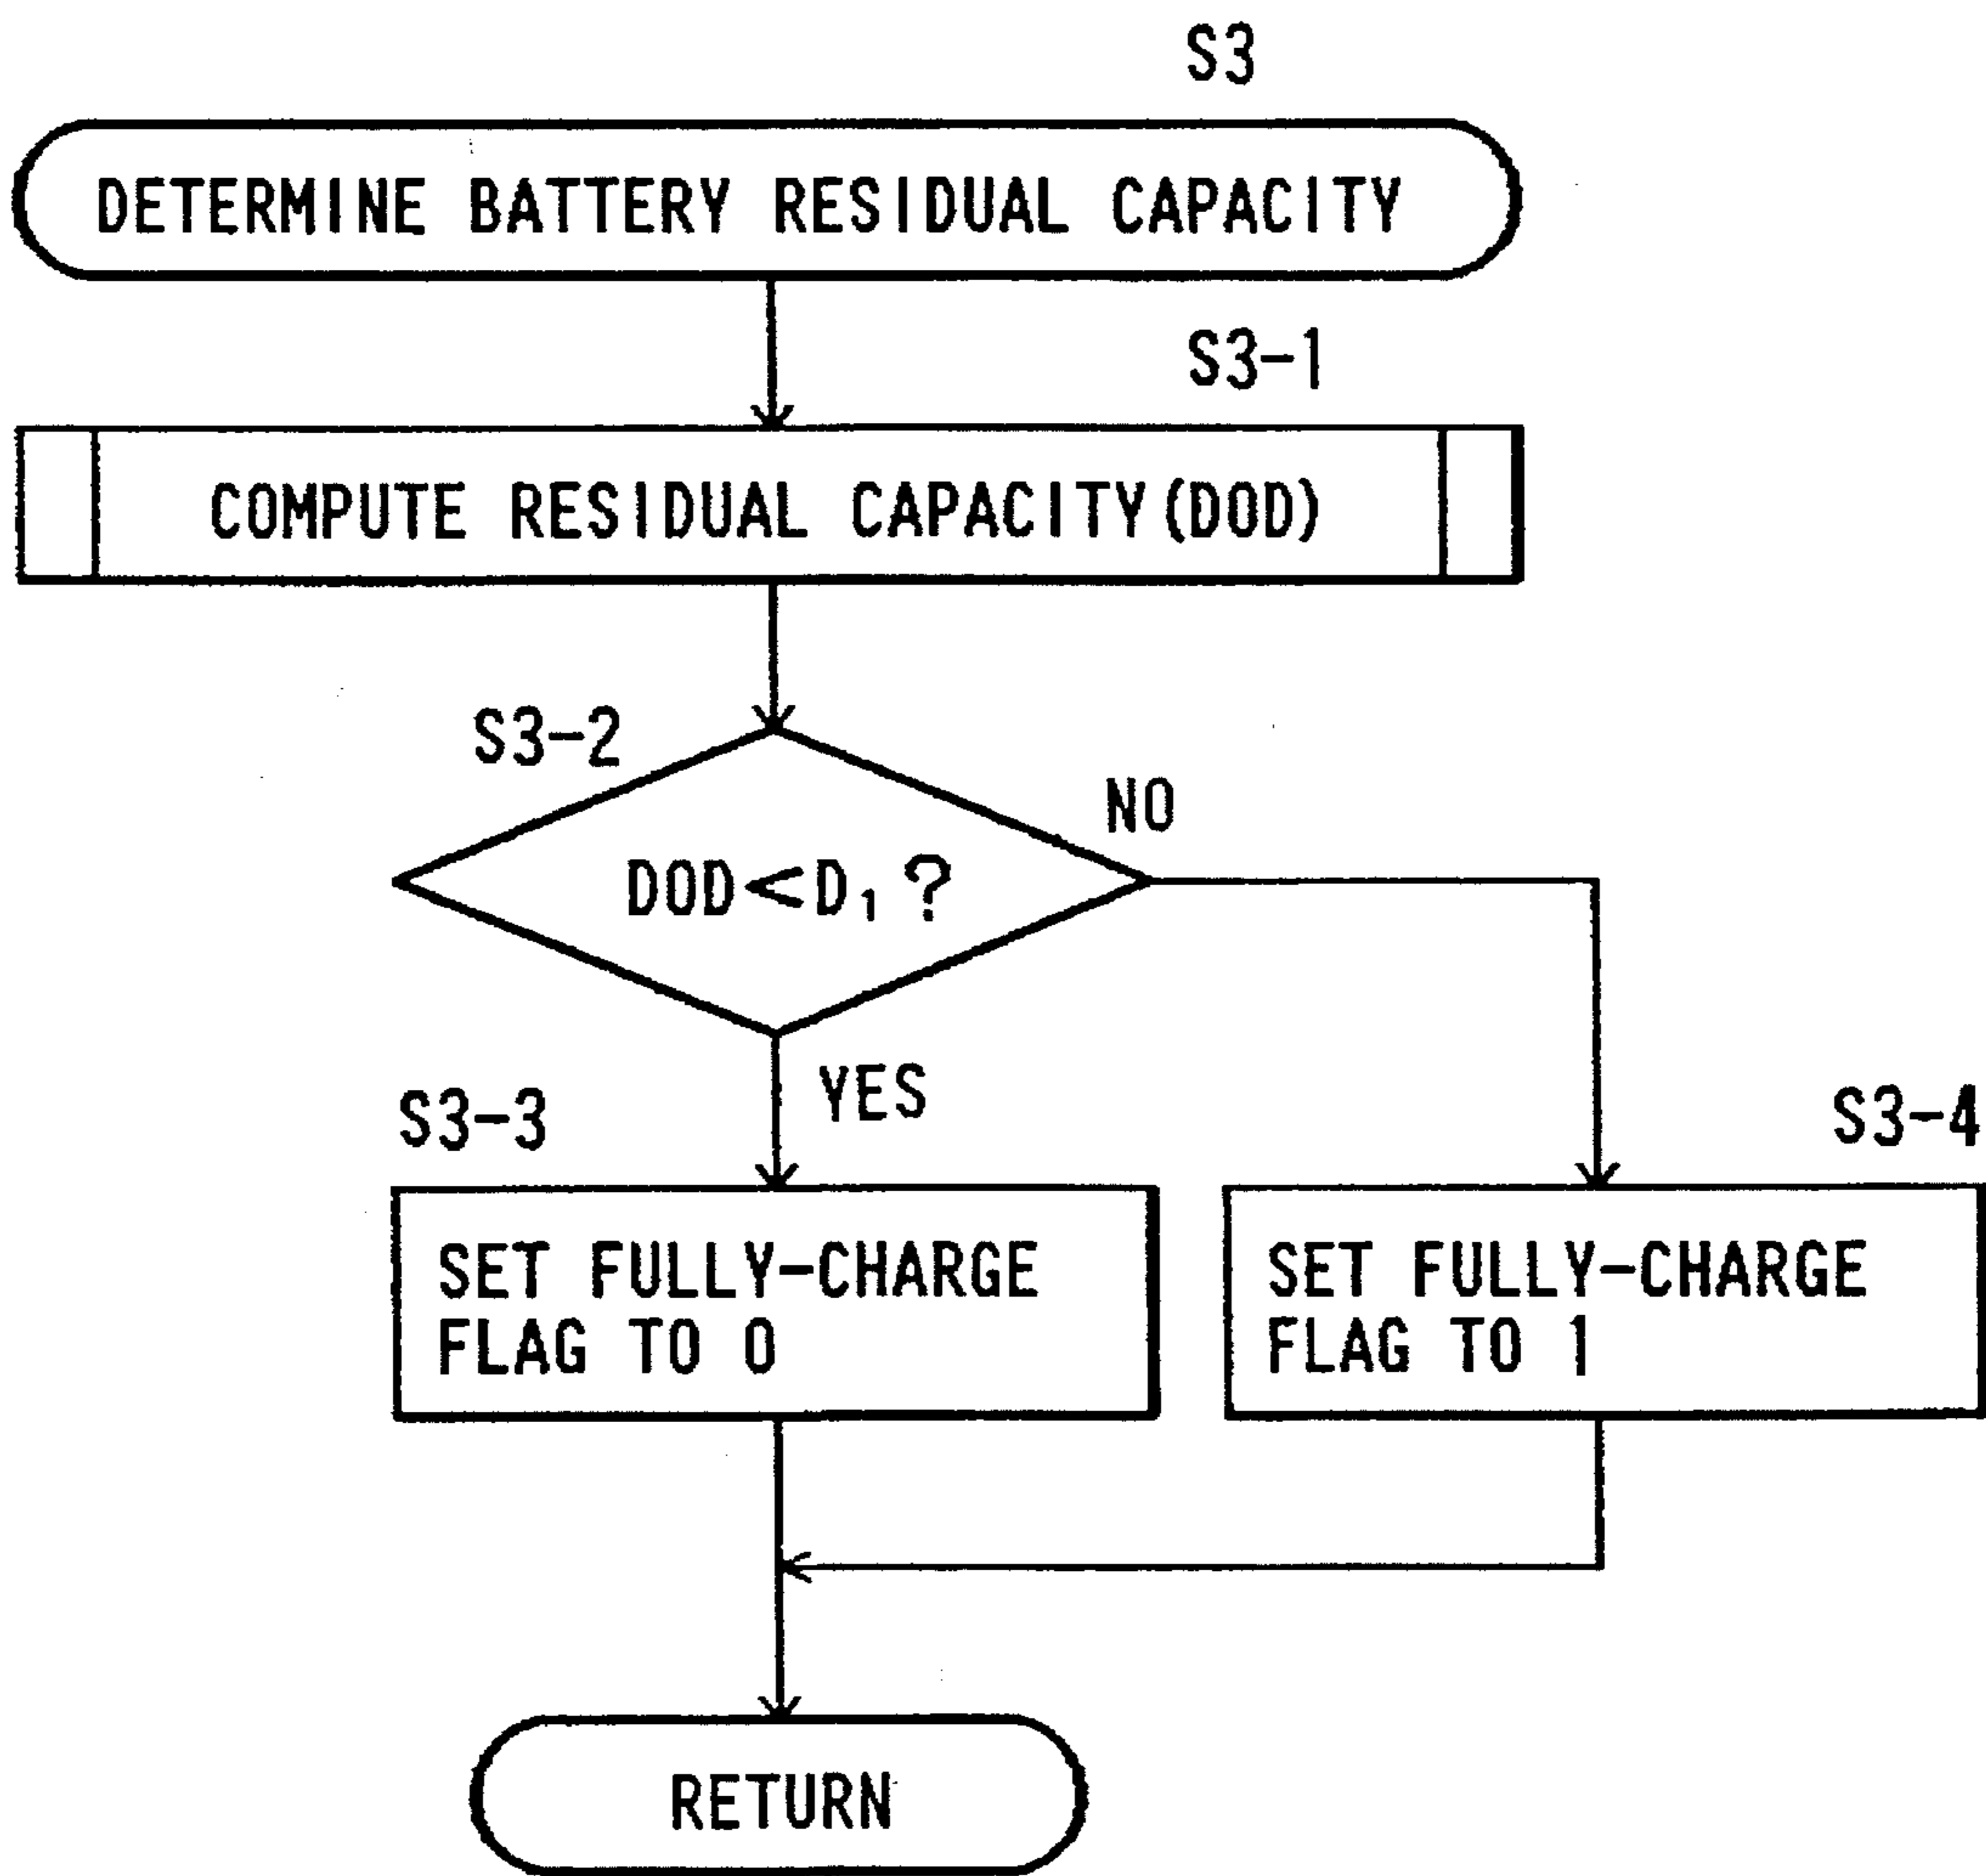 S3
DETERMINE BATTERY RESIDUAL CAPACITY
S3-1
COMPUTE RESIDUAL CAPACITY(DOD)
S3-2
NO
DOD<D₁?
YES
S3-3
S3-4
SET FULLY-CHARGE
FLAG TO 0
SET FULLY-CHARGE
FLAG TO 1
RETURN